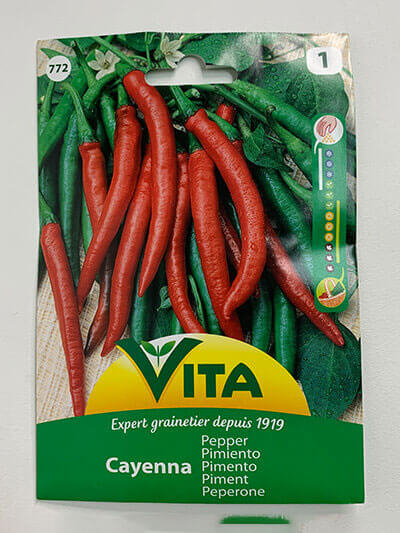 772
1
VITA
Expert grainetier depuis 1919
Cayenna
Pepper
Pimiento
Pimento
Piment
Peperone